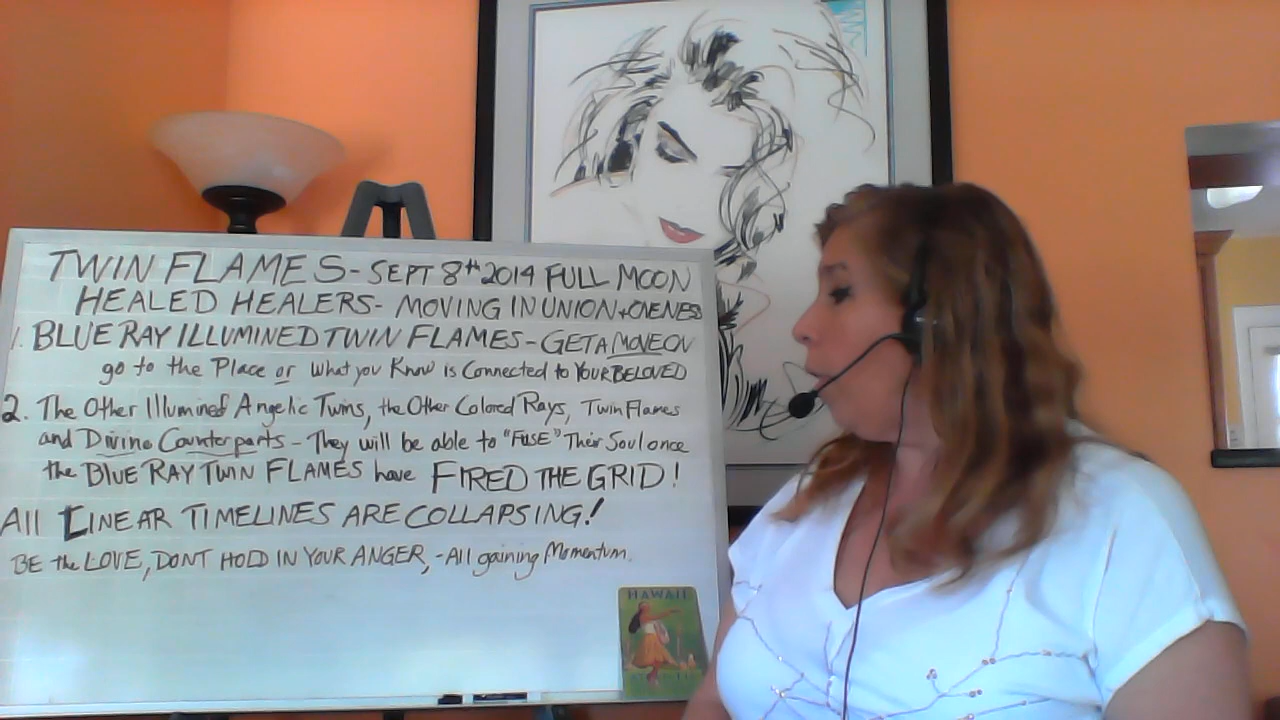 TWIN FLAMES - SEPT 8th 2014 FULL MOON
HEALED HEALERS - MOVING IN UNION + ONENESS
1. BLUE RAY ILLUMINED TWIN FLAMES - GET A MOVE ON
go to the Place or what you Know is Connected to YOUR BELOVED
2. The Other Illumined Angelic Twins, the Other Colored Rays, Twin Flames
and Divine Counterparts - They will be able to "FUSE" Their Soul once
the BLUE RAY TWIN FLAMES have FIRED THE GRID!
All LINEAR TIMELINES ARE COLLAPSING!
BE the LOVE, DONT HOLD IN YOUR ANGER, - All gaining Momentum.
HAWAII